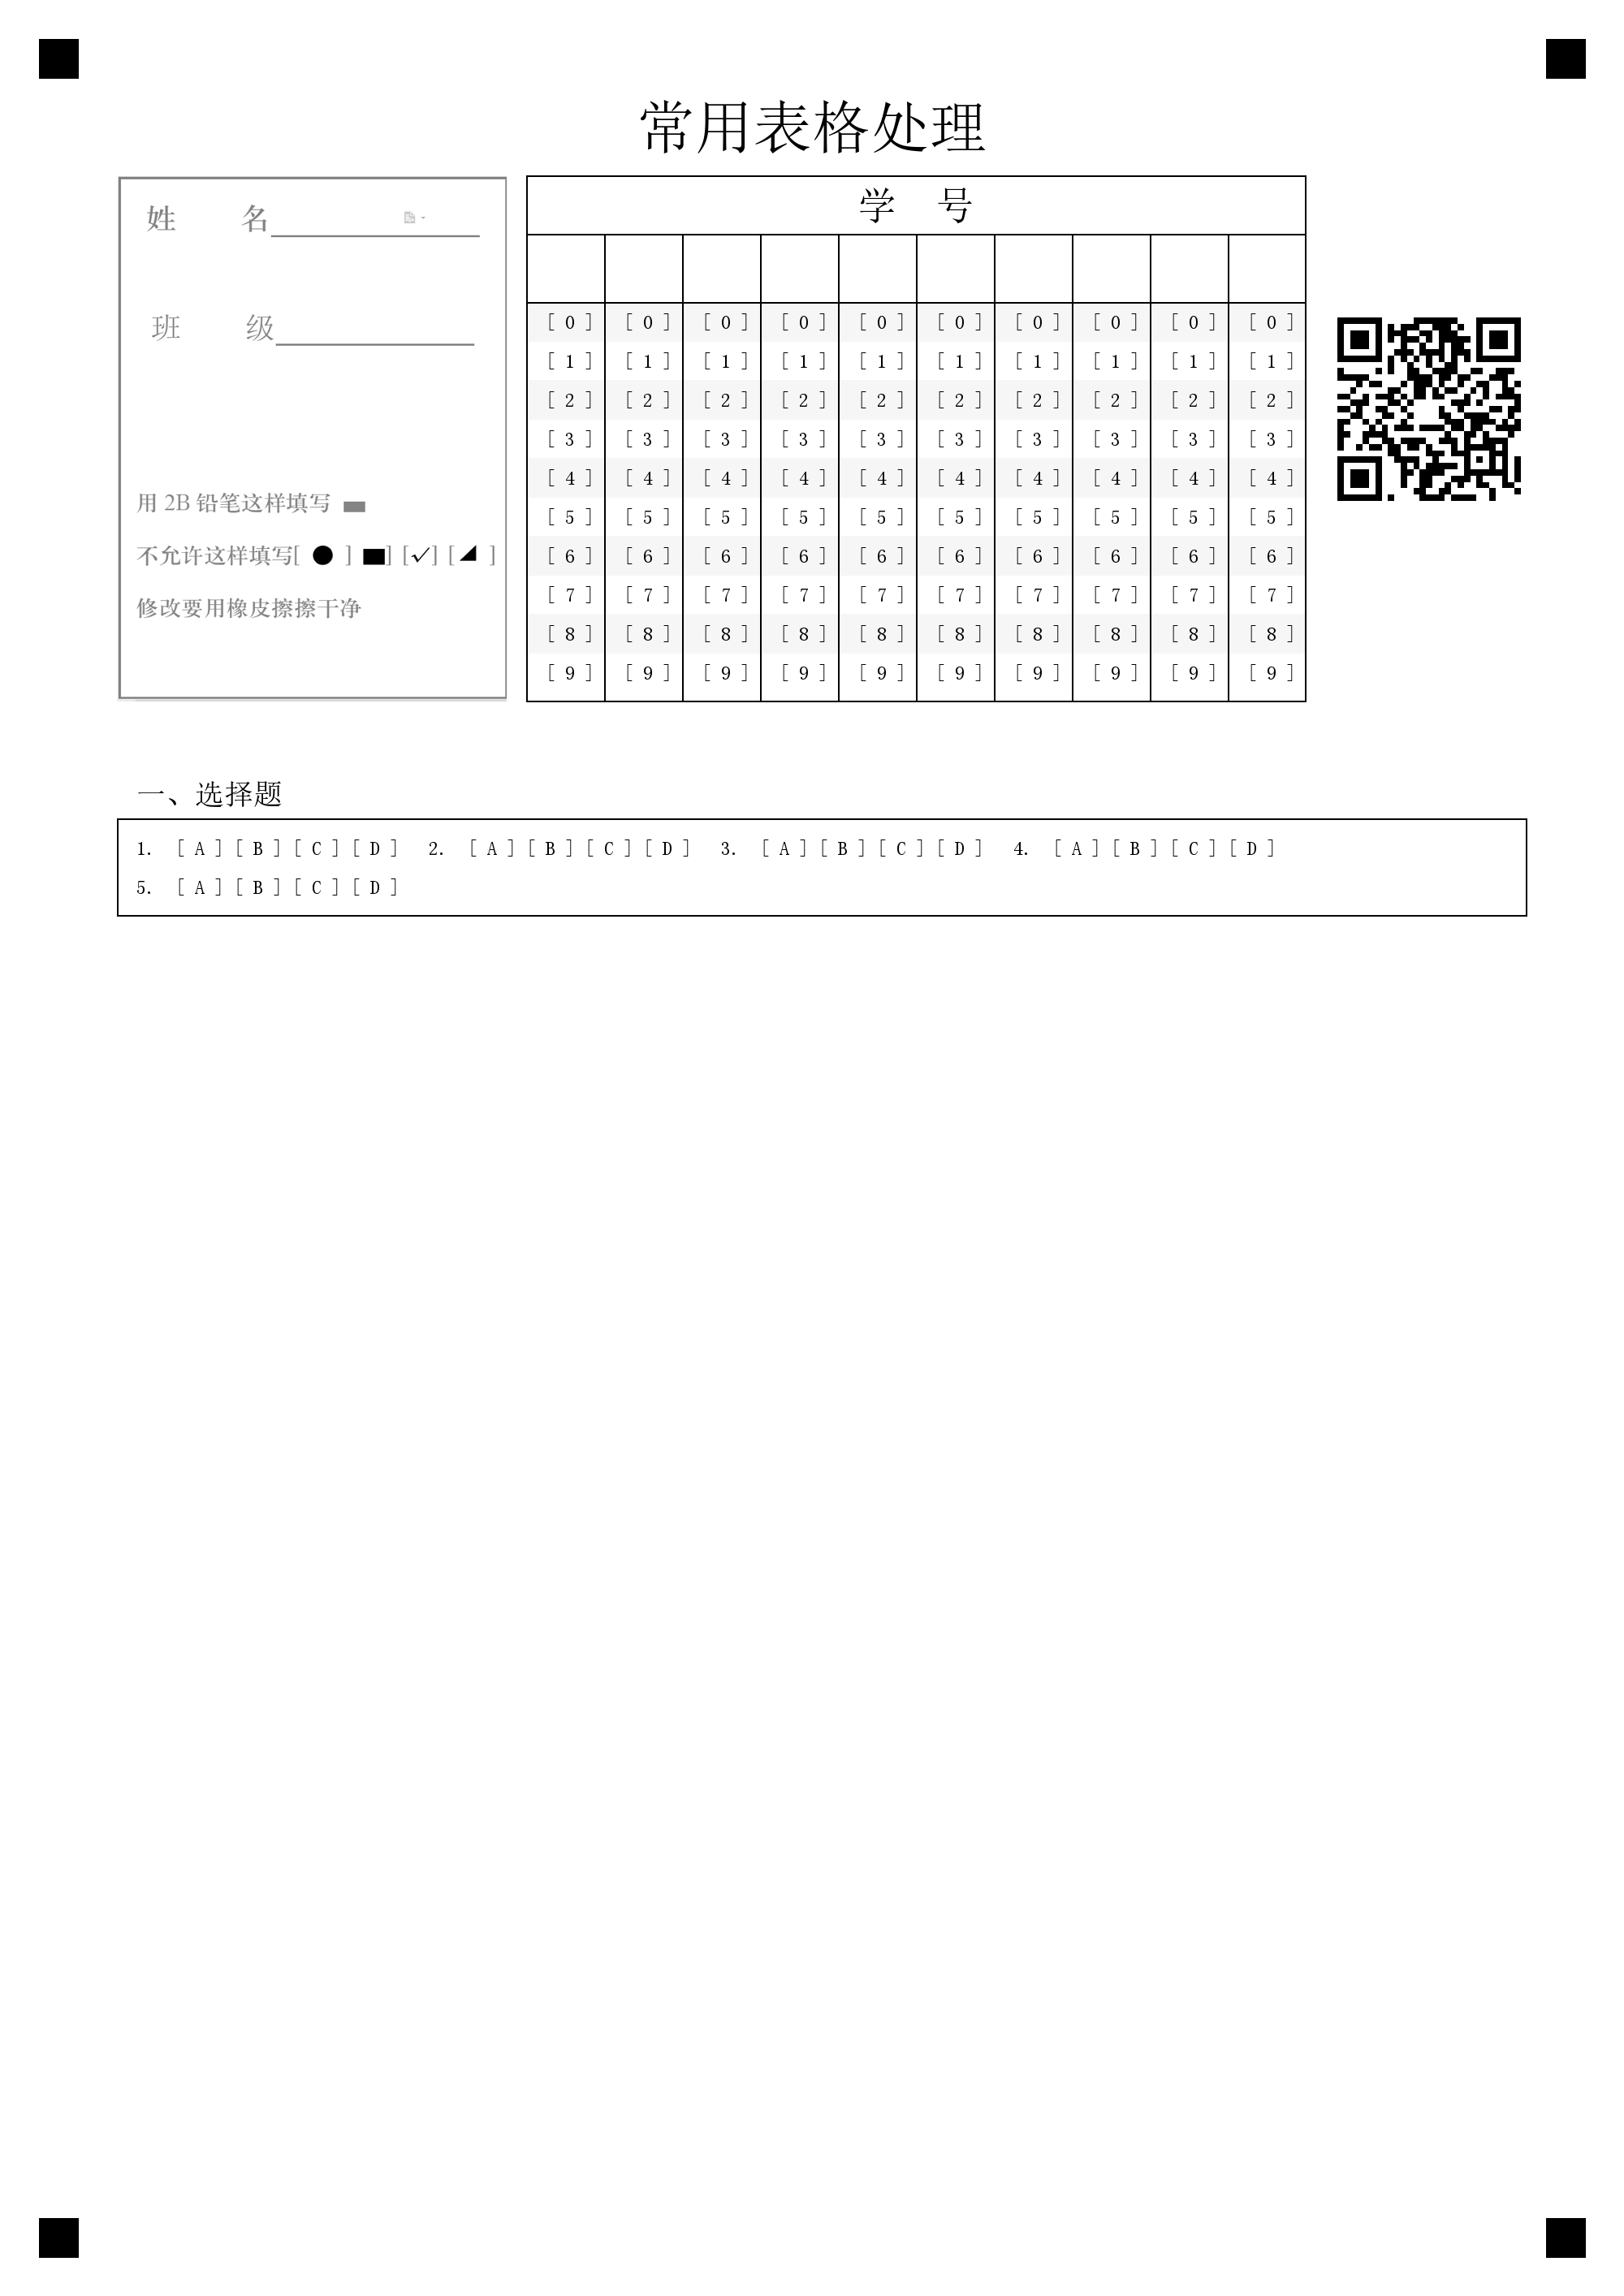 常用表格处理
姓 名
班 级
用 2B 铅笔这样填写
不允许这样填写[ ● ] ■] [✓] [◢ ]
修改要用橡皮擦擦干净
学 号
[ 0 ] [ 0 ] [ 0 ] [ 0 ] [ 0 ] [ 0 ] [ 0 ] [ 0 ] [ 0 ] [ 0 ]
[ 1 ] [ 1 ] [ 1 ] [ 1 ] [ 1 ] [ 1 ] [ 1 ] [ 1 ] [ 1 ] [ 1 ]
[ 2 ] [ 2 ] [ 2 ] [ 2 ] [ 2 ] [ 2 ] [ 2 ] [ 2 ] [ 2 ] [ 2 ]
[ 3 ] [ 3 ] [ 3 ] [ 3 ] [ 3 ] [ 3 ] [ 3 ] [ 3 ] [ 3 ] [ 3 ]
[ 4 ] [ 4 ] [ 4 ] [ 4 ] [ 4 ] [ 4 ] [ 4 ] [ 4 ] [ 4 ] [ 4 ]
[ 5 ] [ 5 ] [ 5 ] [ 5 ] [ 5 ] [ 5 ] [ 5 ] [ 5 ] [ 5 ] [ 5 ]
[ 6 ] [ 6 ] [ 6 ] [ 6 ] [ 6 ] [ 6 ] [ 6 ] [ 6 ] [ 6 ] [ 6 ]
[ 7 ] [ 7 ] [ 7 ] [ 7 ] [ 7 ] [ 7 ] [ 7 ] [ 7 ] [ 7 ] [ 7 ]
[ 8 ] [ 8 ] [ 8 ] [ 8 ] [ 8 ] [ 8 ] [ 8 ] [ 8 ] [ 8 ] [ 8 ]
[ 9 ] [ 9 ] [ 9 ] [ 9 ] [ 9 ] [ 9 ] [ 9 ] [ 9 ] [ 9 ] [ 9 ]
一、选择题
1. [ A ] [ B ] [ C ] [ D ] 2. [ A ] [ B ] [ C ] [ D ] 3. [ A ] [ B ] [ C ] [ D ] 4. [ A ] [ B ] [ C ] [ D ]
5. [ A ] [ B ] [ C ] [ D ]